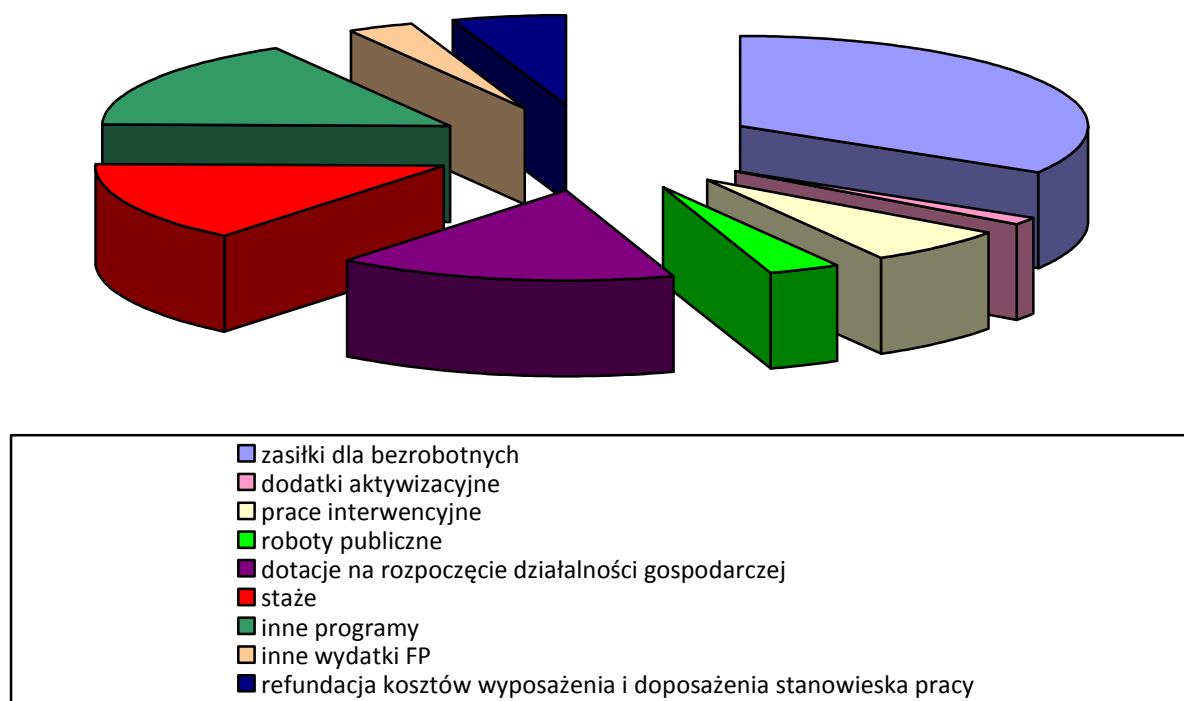 zasiłki dla bezrobotnych
dodatki aktywizacyjne
prace interwencyjne
roboty publiczne
dotacje na rozpoczęcie działalności gospodarczej
staże
inne programy
inne wydatki FP
refundacja kosztów wyposażenia i doposażenia stanowieska pracy